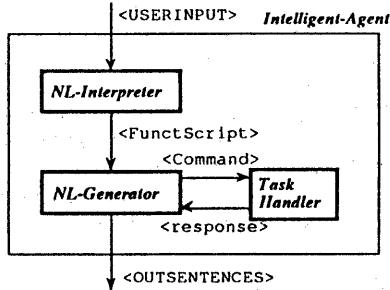 <USERINPUT>
Intelligent-Agent
NL-Interpreter
<FunctScript>
<Command>
NL-Generator
Task
Handler
<response>
<OUTSENTENCES>